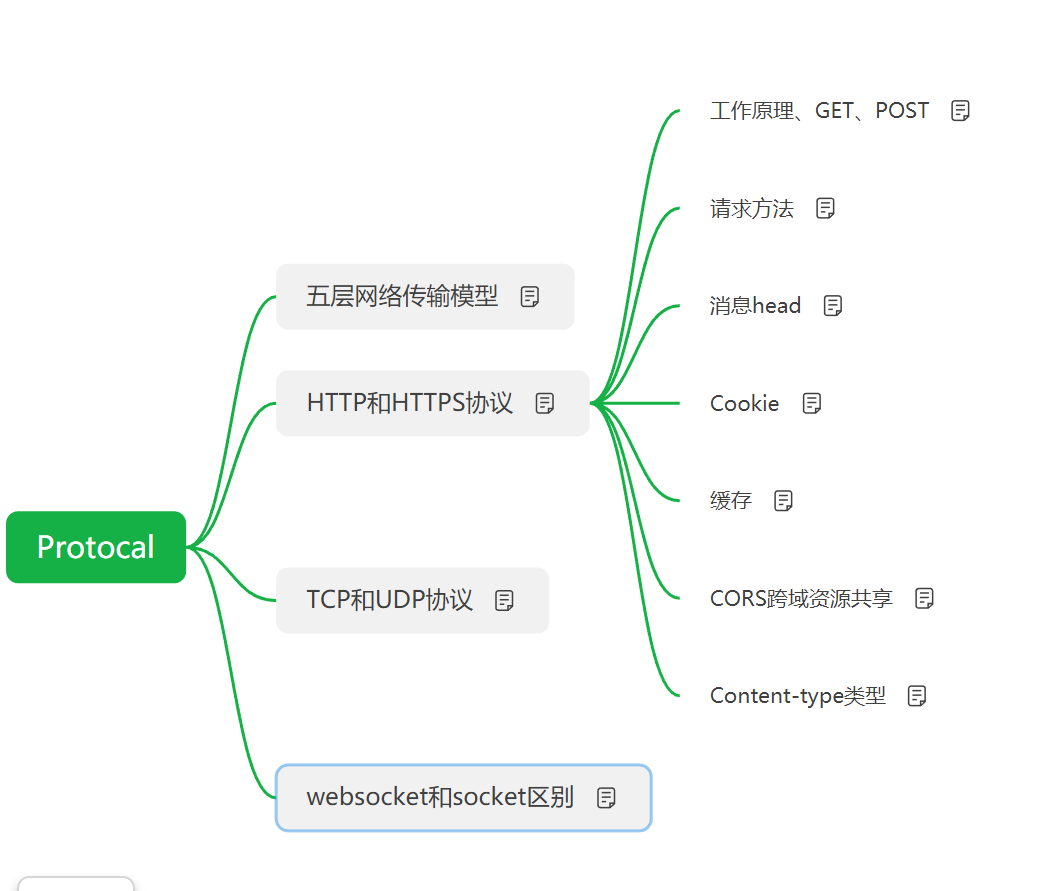 Protocal
五层网络传输模型
HTTP和HTTPS协议
工作原理、GET、POST
请求方法
消息head
Cookie
缓存
CORS跨域资源共享
Content-type类型
TCP和UDP协议
websocket和socket区别